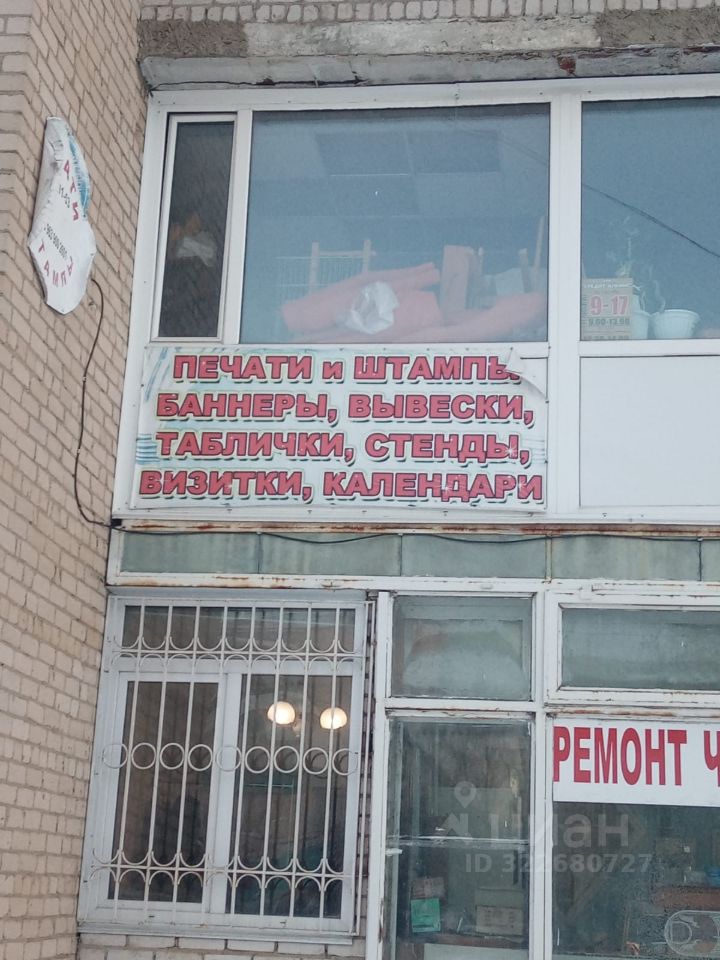 ПЕЧАТИ и ШТАМПЫ
БАННЕРЫ, ВЫВЕСКИ,
ТАБЛИЧКИ, СТЕНДЫ,
ВИЗИТКИ, КАЛЕНДАРИ
9-17
РЕМОНТ Ч
циан
ID 322680727